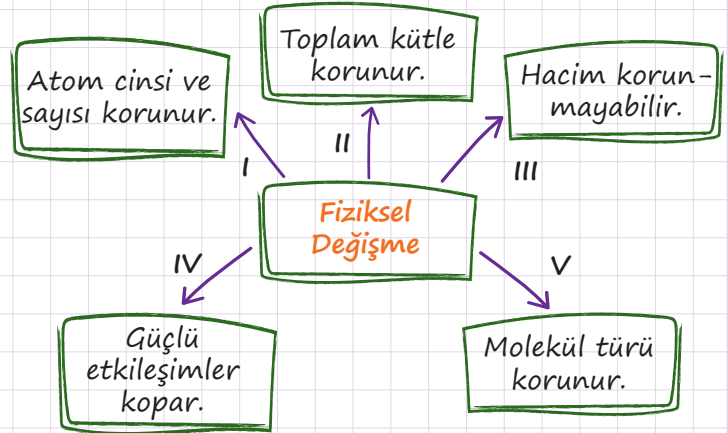 Toplam kütle
korunur.
Atom cinsi ve
sayısı korunur.
Hacim korun-
mayabilir.
I
II
III
Fiziksel
Değişme
IV
V
Güçlü
etkileşimler
kopar.
Molekül türü
korunur.